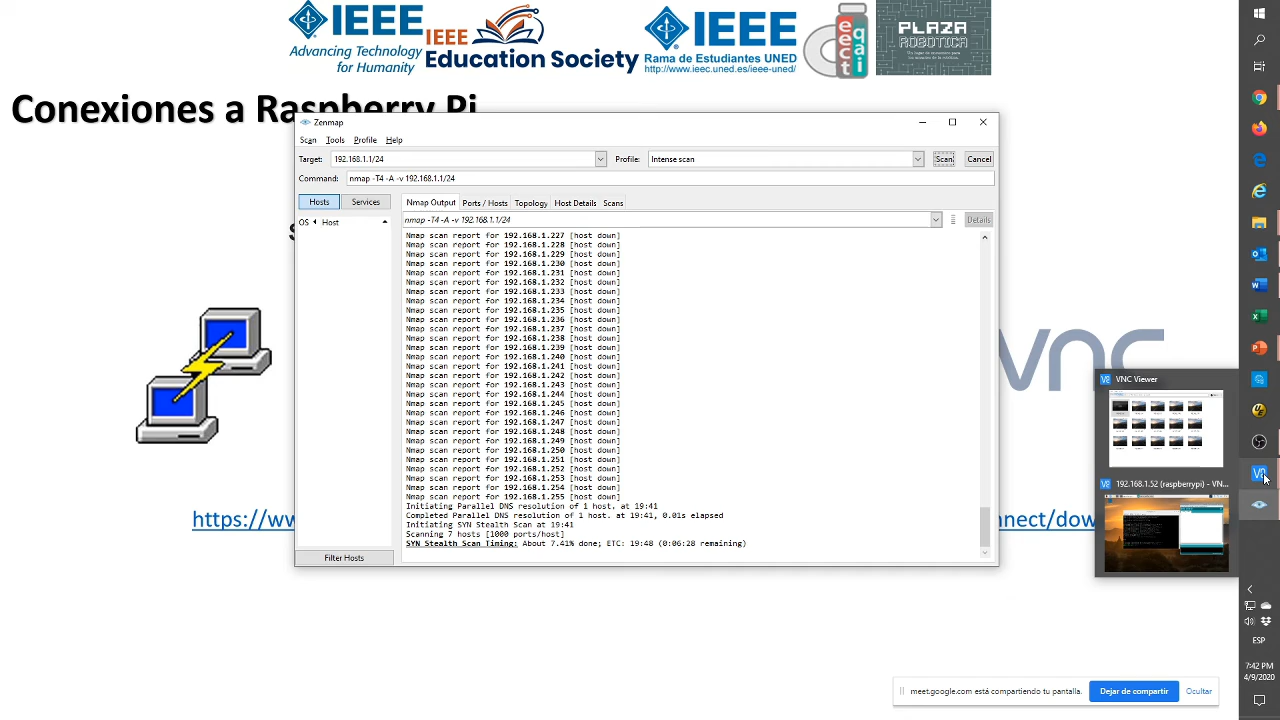 IEEE
Advancing Technology
for Humanity
IEEE
Education Society
IEEE
Rama de Estudiantes UNED
http://www.ieec.uned.es/ieee-uned/
eect
eqai
PLAZA
ROBOTICA
Conexiones a Raspberry Pi
Zenmap
Scan Tools Profile Help
Target: 192.168.1.1/24 Profile: Intense scan Scan Cancel
Command: nmap -T4 -A -v 192.168.1.1/24
Hosts Services Nmap Output Ports / Hosts Topology Host Details Scans
OS Host nmap -T4 -A -v 192.168.1.1/24 Details
Nmap scan report for 192.168.1.227 [host down]
Nmap scan report for 192.168.1.228 [host down]
Nmap scan report for 192.168.1.229 [host down]
Nmap scan report for 192.168.1.230 [host down]
Nmap scan report for 192.168.1.231 [host down]
Nmap scan report for 192.168.1.232 [host down]
Nmap scan report for 192.168.1.233 [host down]
Nmap scan report for 192.168.1.234 [host down]
Nmap scan report for 192.168.1.235 [host down]
Nmap scan report for 192.168.1.236 [host down]
Nmap scan report for 192.168.1.237 [host down]
Nmap scan report for 192.168.1.238 [host down]
Nmap scan report for 192.168.1.239 [host down]
Nmap scan report for 192.168.1.240 [host down]
Nmap scan report for 192.168.1.241 [host down]
Nmap scan report for 192.168.1.242 [host down]
Nmap scan report for 192.168.1.243 [host down]
Nmap scan report for 192.168.1.244 [host down]
Nmap scan report for 192.168.1.245 [host down]
Nmap scan report for 192.168.1.246 [host down]
Nmap scan report for 192.168.1.247 [host down]
Nmap scan report for 192.168.1.248 [host down]
Nmap scan report for 192.168.1.249 [host down]
Nmap scan report for 192.168.1.250 [host down]
Nmap scan report for 192.168.1.251 [host down]
Nmap scan report for 192.168.1.252 [host down]
Nmap scan report for 192.168.1.253 [host down]
Nmap scan report for 192.168.1.254 [host down]
Nmap scan report for 192.168.1.255 [host down]
Initiating Parallel DNS resolution of 1 host. at 19:41
Completed Parallel DNS resolution of 1 host. at 19:41, 0.01s elapsed
Initiating SYN Stealth Scan at 19:41
Scanning 7 hosts [1000 ports/host]
SYN Stealth Scan Timing: About 7.41% done; ETC: 19:48 (0:06:28 remaining)
Filter Hosts
vnc
VNC Viewer
192.168.1.52 (raspberrypi) - VN...
https://ww
nnect/dow
ESP
7:42 PM
4/9/2020
meet.google.com está compartiendo tu pantalla. Dejar de compartir Ocultar